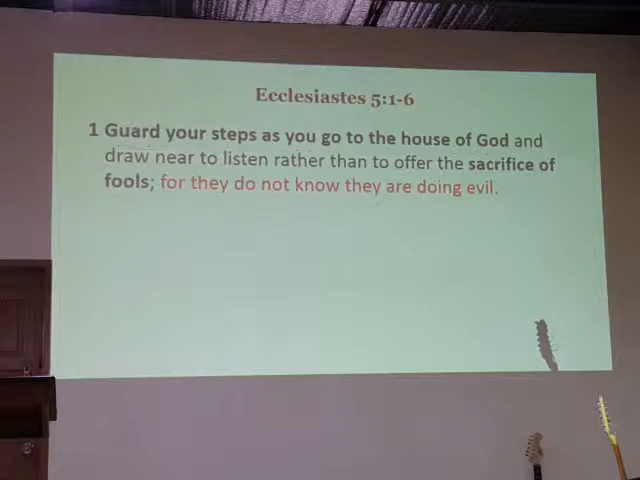 Ecclesiastes 5:1-6
1 Guard your steps as you go to the house of God and
draw near to listen rather than to offer the sacrifice of
fools; for they do not know they are doing evil.